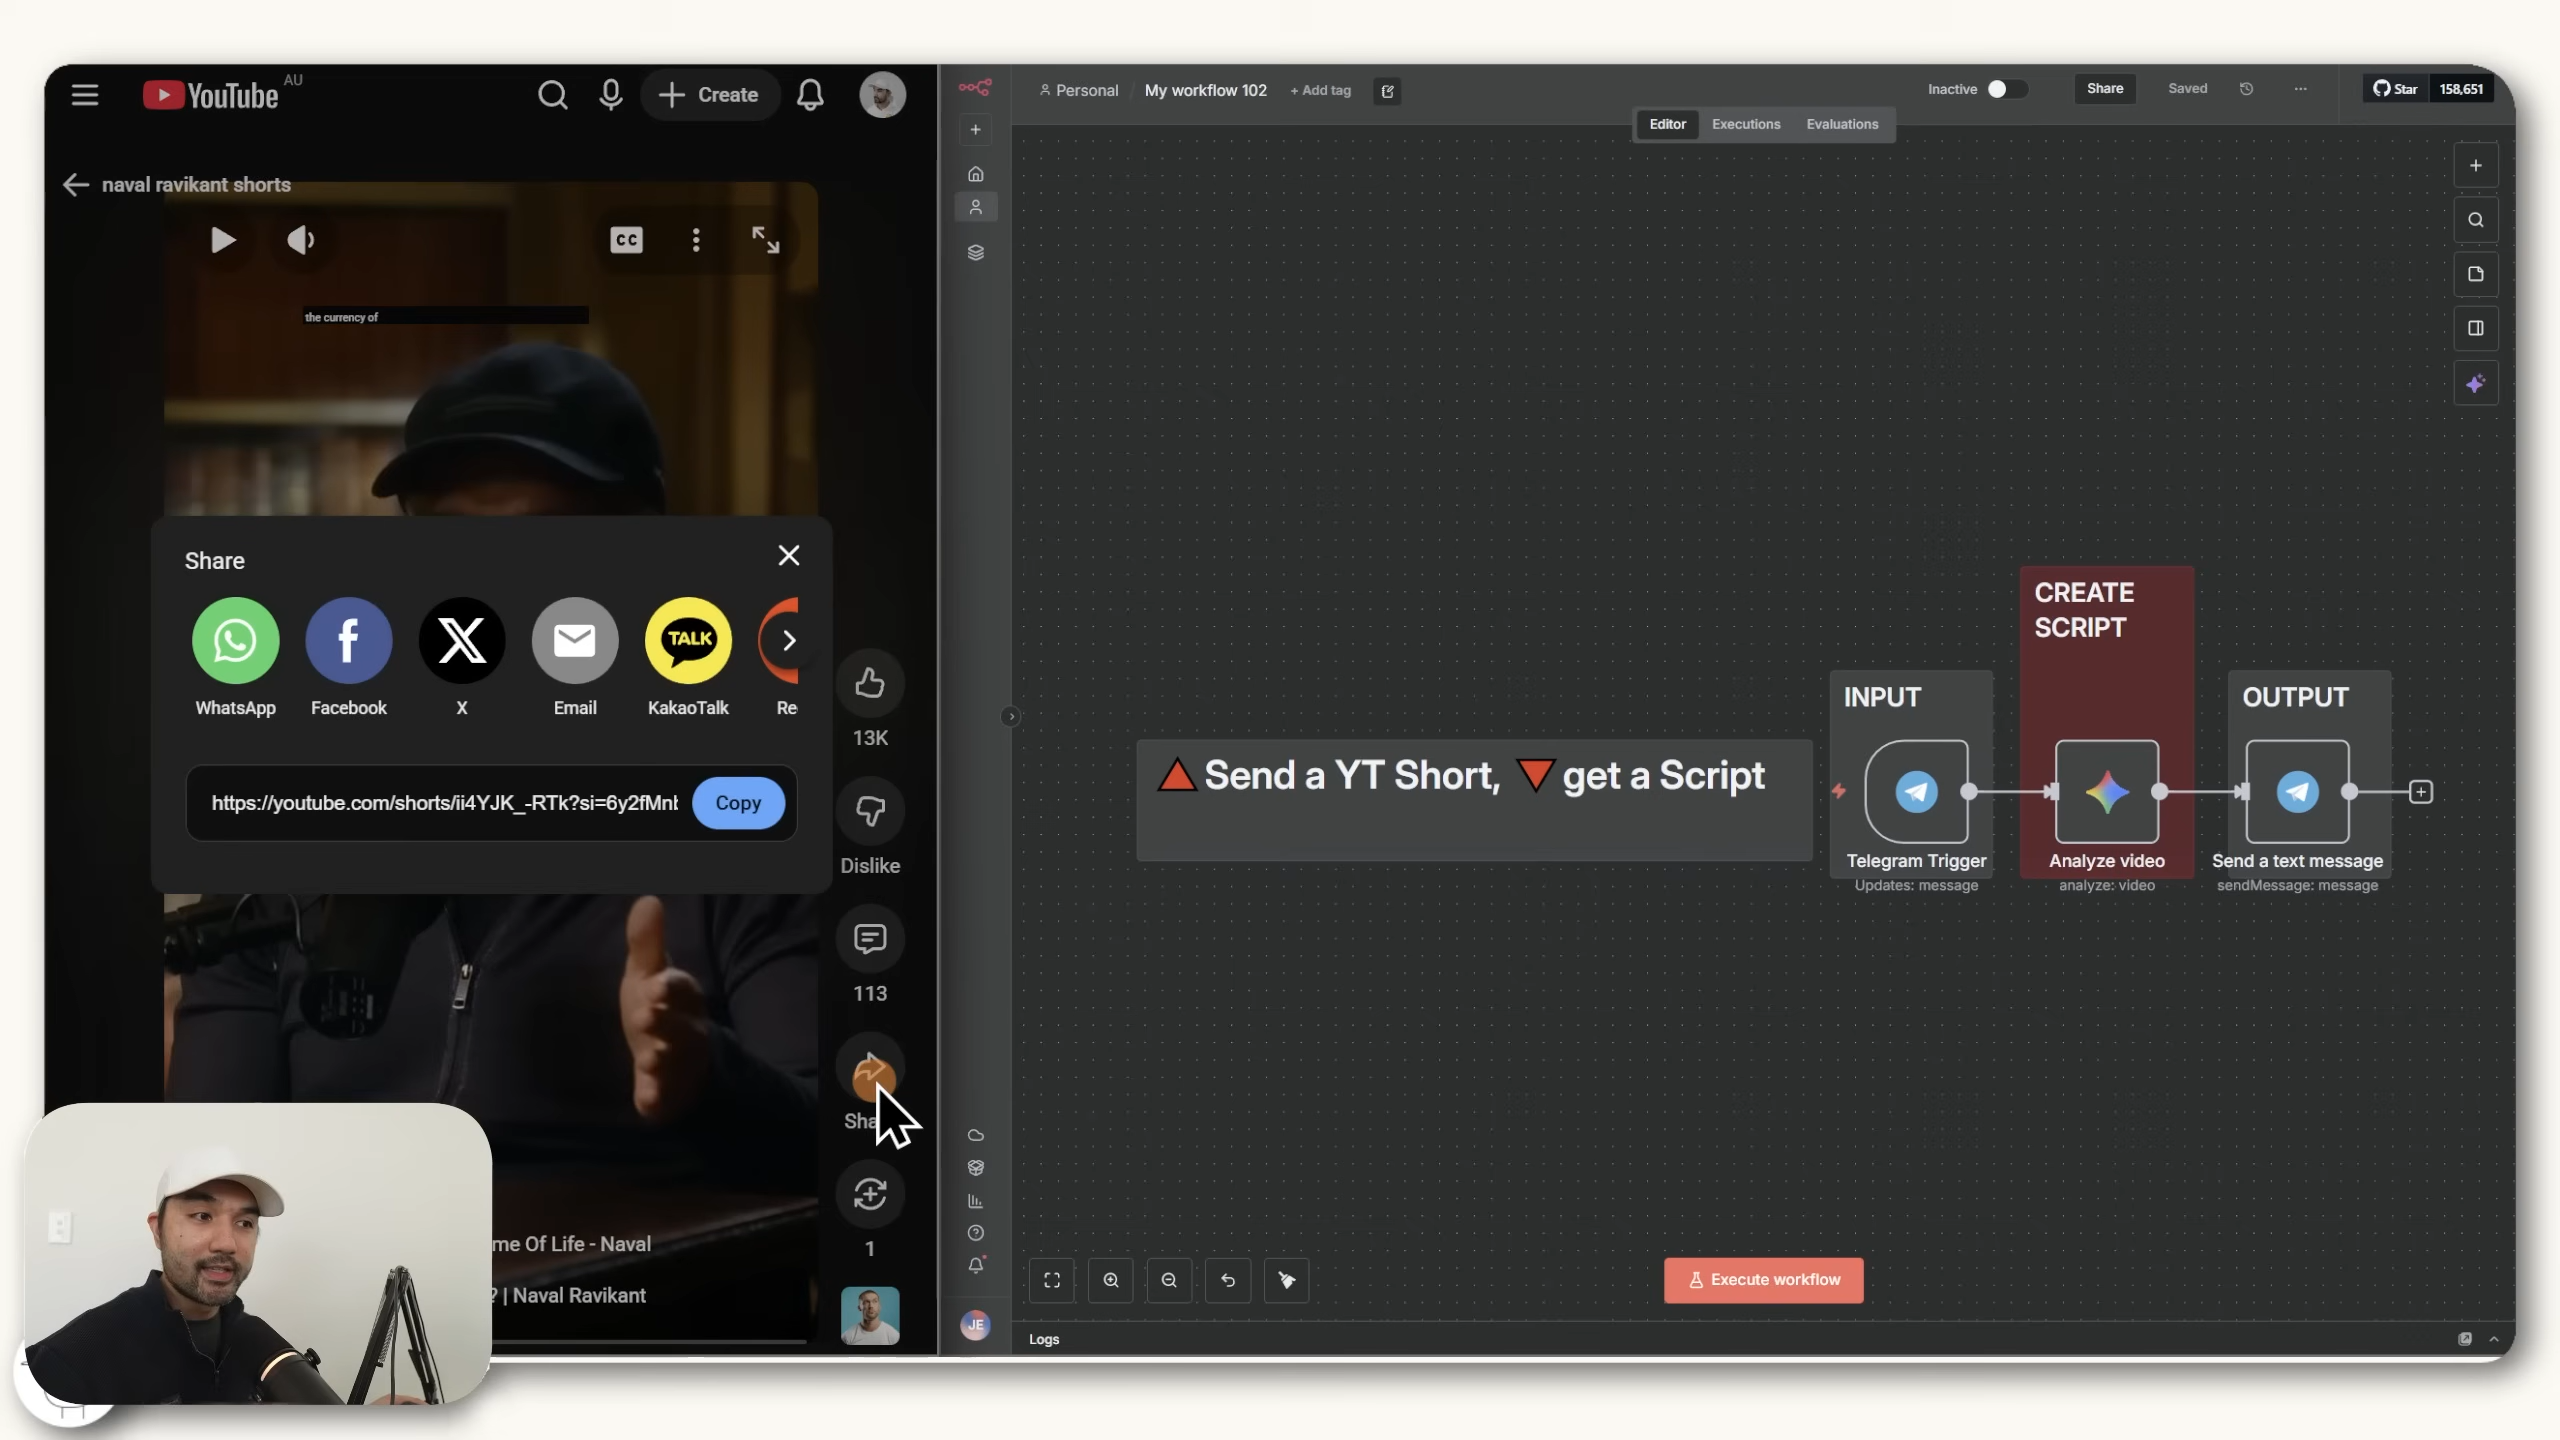 YouTube
AU
Create
naval ravikant shorts
CC
the currency of
Share
TALK
WhatsApp
Facebook
X
Email
KakaoTalk
Re
https://youtube.com/shorts/ii4YJK_-RTk?si=6y2fMnb
Copy
13K
Dislike
113
Sha
1
me Of Life - Naval
? | Naval Ravikant
Personal / My workflow 102 + Add tag
Inactive
Share
Saved
...
Star 158,651
Editor
Executions
Evaluations
CREATE
SCRIPT
INPUT
OUTPUT
Send a YT Short, get a Script
Telegram Trigger
Updates: message
Analyze video
analyze: video
Send a text message
sendMessage: message
Execute workflow
JE
Logs